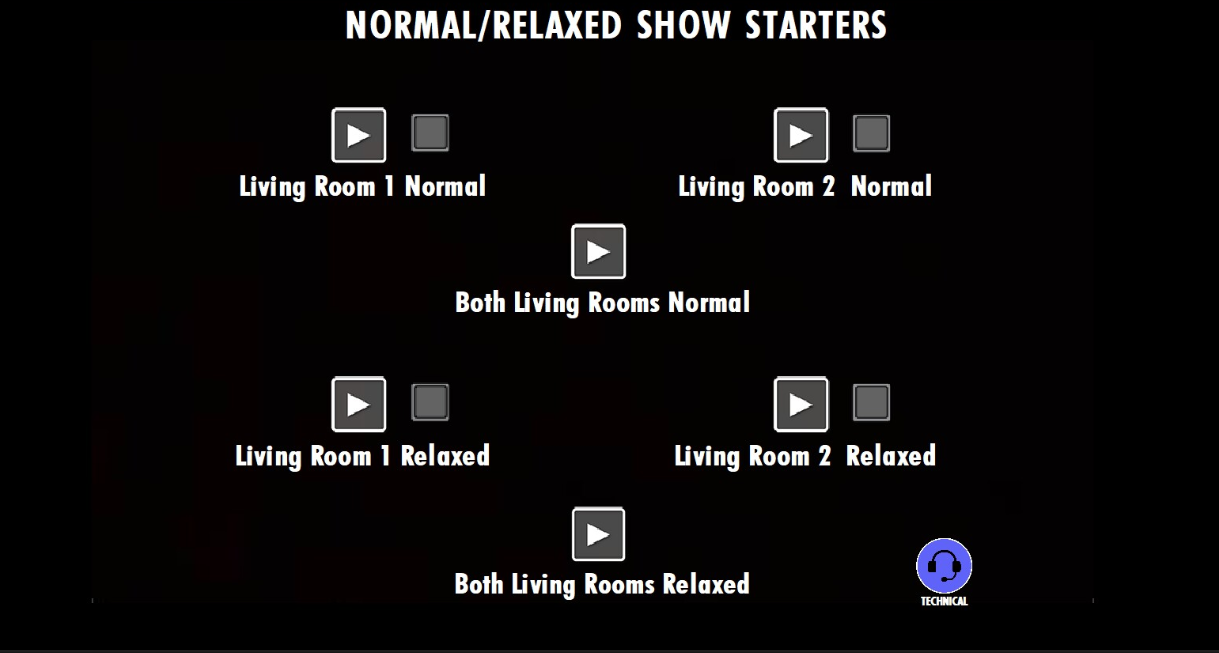 NORMAL/RELAXED SHOW STARTERS
Living Room 1 Normal
Living Room 2 Normal
Both Living Rooms Normal
Living Room 1 Relaxed
Living Room 2 Relaxed
Both Living Rooms Relaxed
TECHNICAL